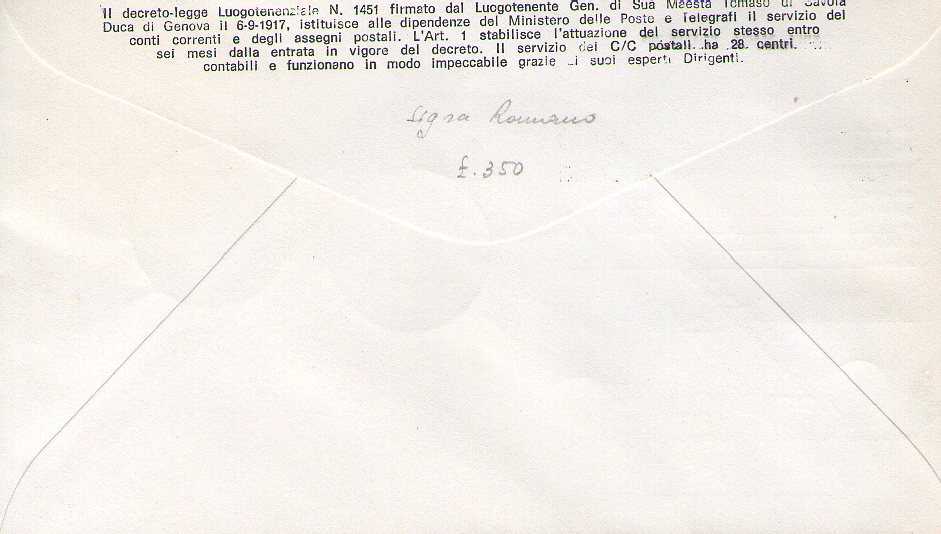 Il decreto-legge Luogotenenziale N. 1451 firmato dal Lucgotenente Gen. di Sua Maestà Tomaso di Savoia
Duca di Genova il 6-9-1917, istituisce alle dipendenze del Ministero delle Poste e Telegrafi il servizio dei
conti correnti e degli assegni postali. L'Art. 1 stabilisce l'attuazione del servizio stesso entro
sei mesi dalla entrata in vigore del decreto. Il servizio dei C/C postali ha 28 centri.
contabili e funzionano in modo impeccabile grazie ai suoi esperti Dirigenti.
Sigra Romano
£. 350